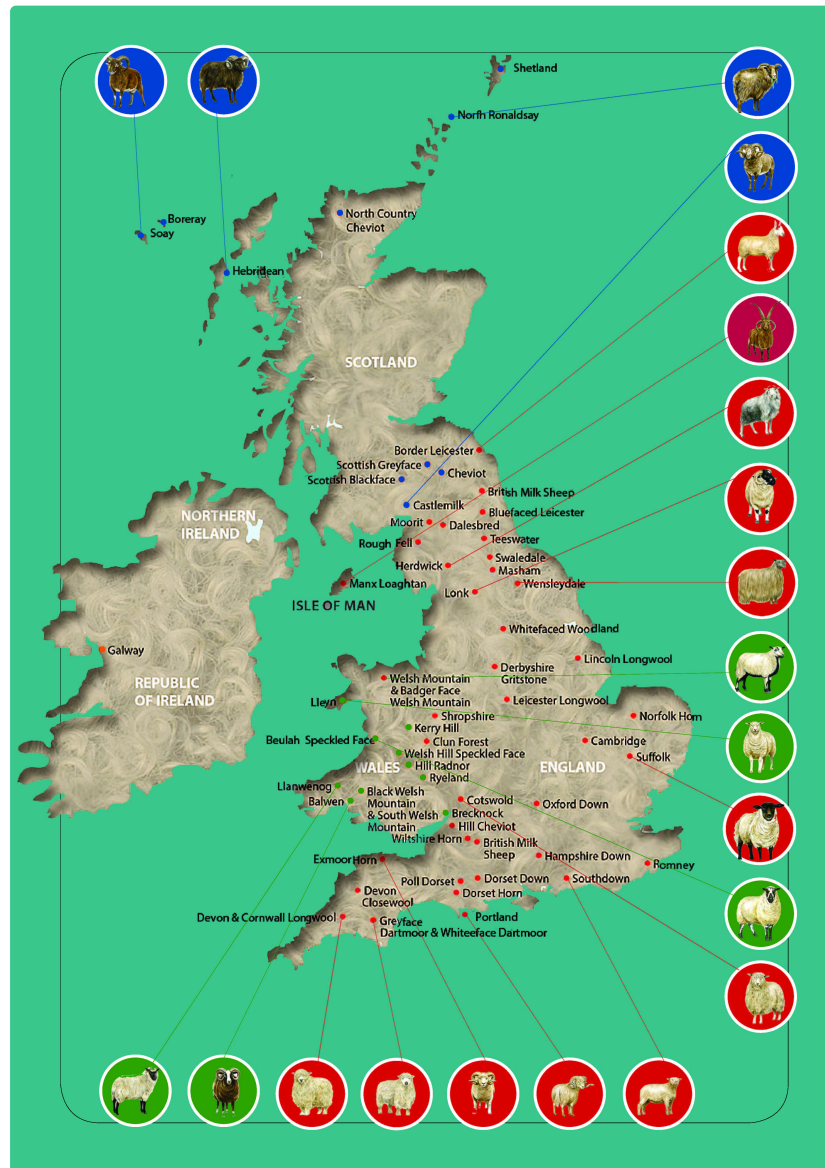 Shetland
North Ronaldsay
Boreray
Soay
North Country
Cheviot
Hebridean
SCOTLAND
Border Leicester
Scottish Greyface
Cheviot
Scottish Blackface
British Milk Sheep
Castlemilk
Bluefaced Leicester
Moorit
Dalesbred
NORTHERN
IRELAND
Teeswater
Rough Fell
Swaledale
Herdwick
Masham
Manx Loaghtan
Wensleydale
Lonk
ISLE OF MAN
Whitefaced Woodland
Galway
Lincoln Longwool
Derbyshire
Gritstone
Welsh Mountain
& Badger Face
Welsh Mountain
REPUBLIC
OF IRELAND
Lleyn
Leicester Longwool
Shropshire
Norfolk Horn
Kerry Hill
Beulah Speckled Face
Clun Forest
Cambridge
Welsh Hill Speckled Face
Suffolk
WALES
Hill Radnor
ENGLAND
Ryeland
Llanwenog
Black Welsh
Mountain
& South Welsh
Mountain
Balwen
Cotswold
Oxford Down
Brecknock
Hill Cheviot
Wiltshire Horn
British Milk
Sheep
Exmoor Horn
Hampshire Down
Romney
Poll Dorset
Dorset Down
Southdown
Devon
Closewool
Dorset Horn
Devon & Cornwall Longwool
Portland
Greyface
Dartmoor & Whiteeface Dartmoor